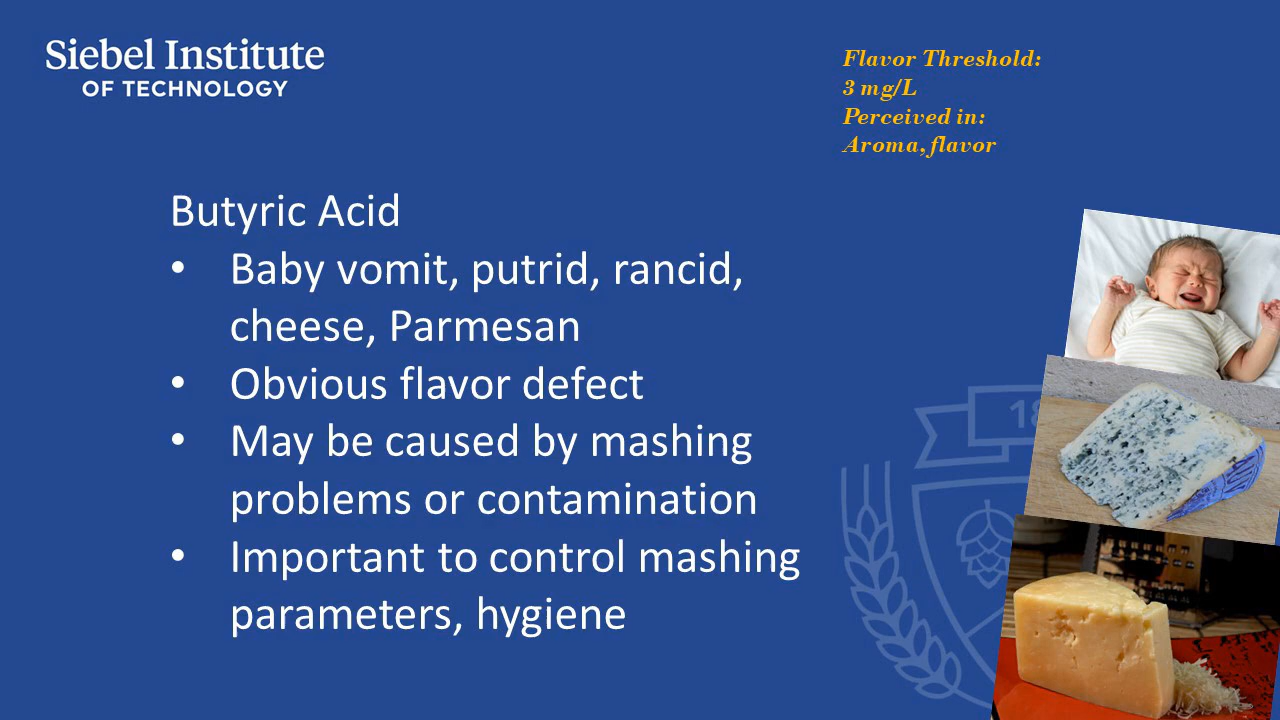 Siebel Institute
OF TECHNOLOGY
Flavor Threshold:
3 mg/L
Perceived in:
Aroma, flavor
Butyric Acid
• Baby vomit, putrid, rancid,
cheese, Parmesan
• Obvious flavor defect
• May be caused by mashing
problems or contamination
• Important to control mashing
parameters, hygiene